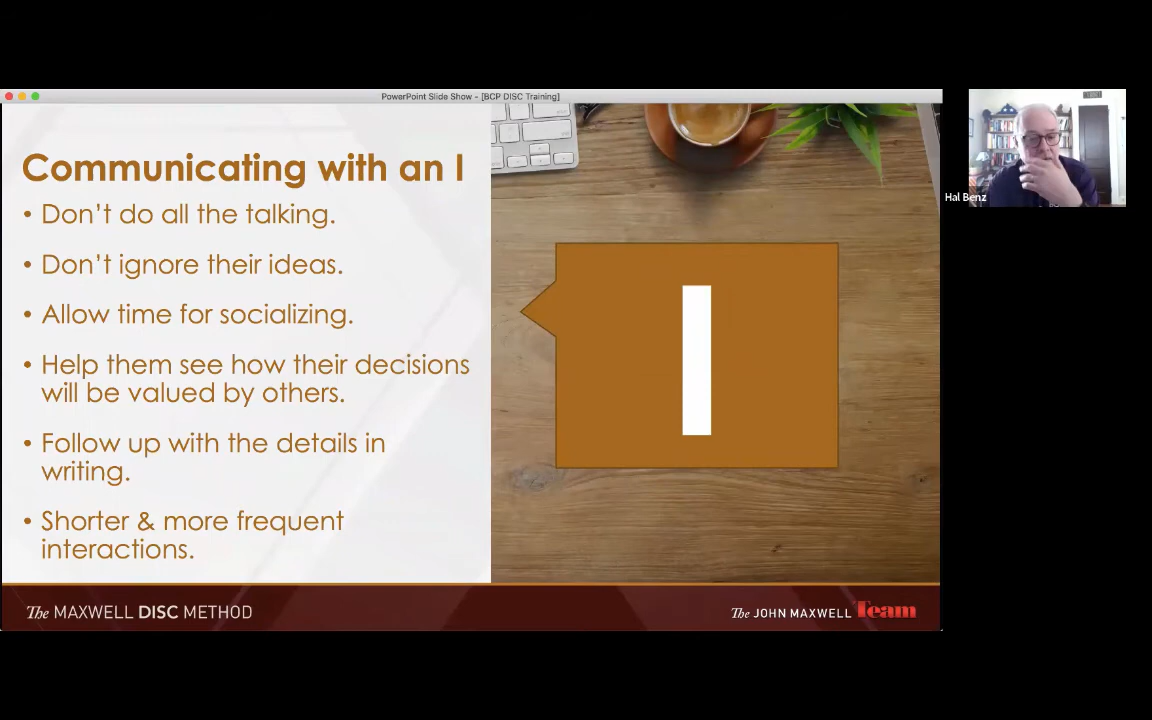 PowerPoint Slide Show - [BCP DISC Training]
Communicating with an I
• Don’t do all the talking.
• Don’t ignore their ideas.
• Allow time for socializing.
• Help them see how their decisions
will be valued by others.
• Follow up with the details in
writing.
• Shorter & more frequent
interactions.
I
The MAXWELL DISC METHOD
The JOHN MAXWELL Team
Hal Benz